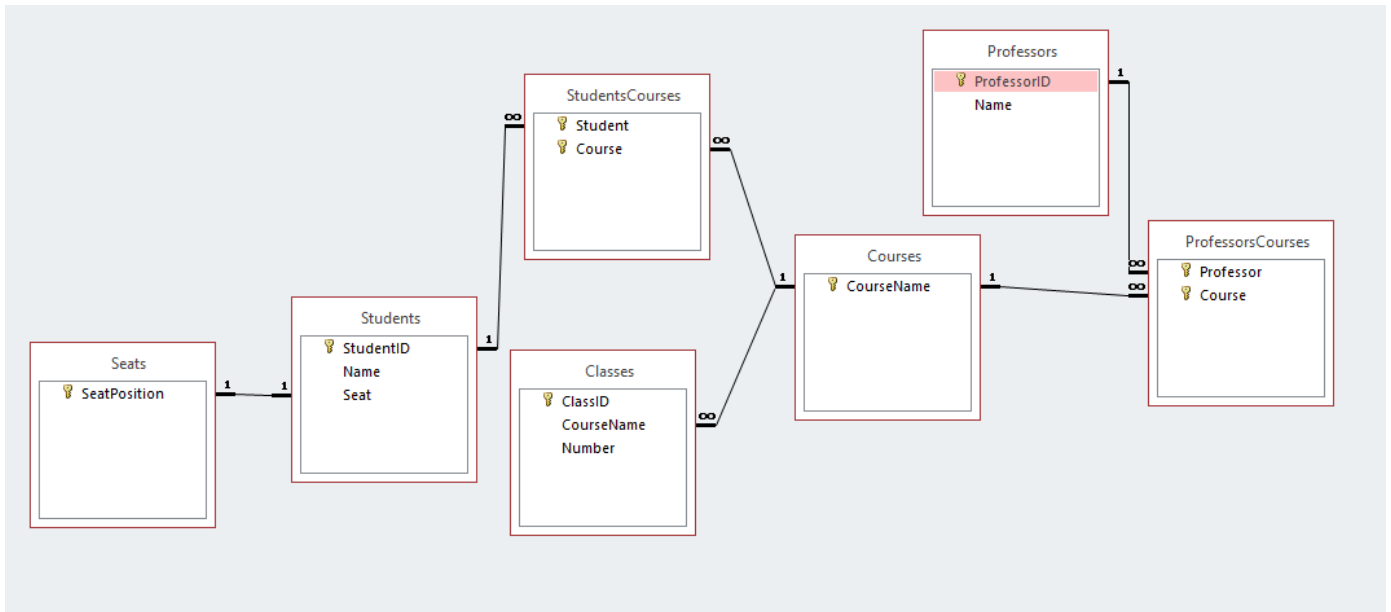 Professors
ProfessorID
Name
1
StudentsCourses
Student
Course
∞
∞
ProfessorsCourses
Professor
Course
∞
∞
Courses
CourseName
1
1
Students
StudentID
Name
Seat
1
1
Seats
SeatPosition
1
Classes
ClassID
CourseName
Number
∞